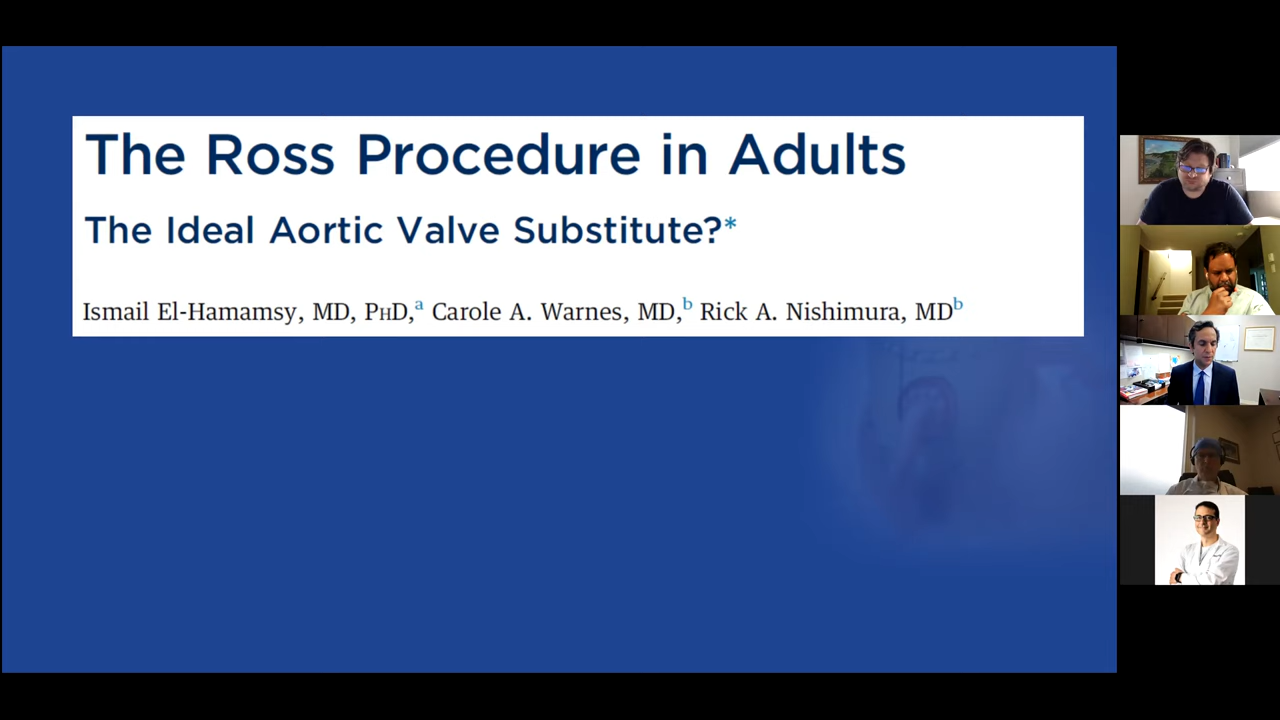 The Ross Procedure in Adults
The Ideal Aortic Valve Substitute?*
Ismail El-Hamamsy, MD, PhD,a Carole A. Warnes, MD,b Rick A. Nishimura, MDb